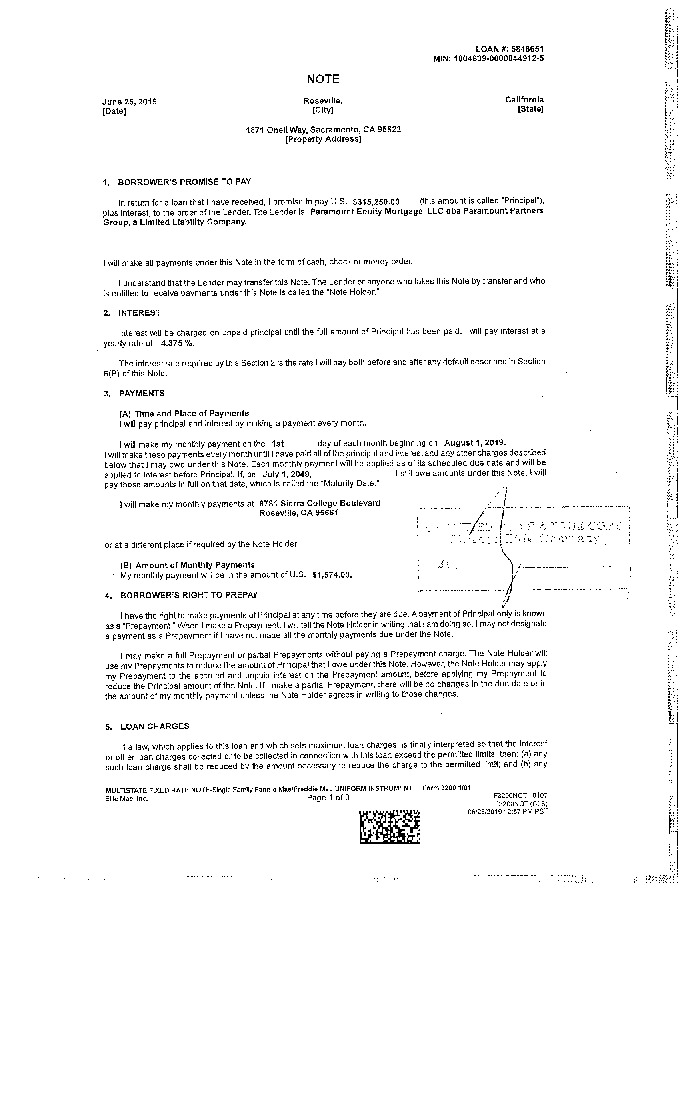 LOAN #: 5848651
MIN: 1004639-0000044912-5
NOTE
June 25, 2019
[Date]
Roseville,
[City]
California
[State]
1871 Oneil Way, Sacramento, CA 95822
[Property Address]
1. BORROWER'S PROMISE TO PAY
In return for a loan that I have received, I promise to pay U.S. $315,250.00 (this amount is called "Principal"),
plus interest, to the order of the Lender. The Lender is Paramount Equity Mortgage, LLC dba Paramount Partners
Group, a Limited Liability Company.
I will make all payments under this Note in the form of cash, check or money order.
I understand that the Lender may transfer this Note. The Lender or anyone who takes this Note by transfer and who
is entitled to receive payments under this Note is called the "Note Holder."
2. INTEREST
Interest will be charged on unpaid principal until the full amount of Principal has been paid. I will pay interest at a
yearly rate of 4.375 %.
The interest rate required by this Section 2 is the rate I will pay both before and after any default described in Section
6(B) of this Note.
3. PAYMENTS
(A) Time and Place of Payments
I will pay principal and interest by making a payment every month.
I will make my monthly payment on the 1st day of each month beginning on August 1, 2019.
I will make these payments every month until I have paid all of the principal and interest and any other charges described
below that I may owe under this Note. Each monthly payment will be applied as of its scheduled due date and will be
applied to interest before Principal. If, on July 1, 2049, I still owe amounts under this Note, I will
pay those amounts in full on that date, which is called the "Maturity Date."
I will make my monthly payments at 8781 Sierra College Boulevard
Roseville, CA 95661
or at a different place if required by the Note Holder.
(B) Amount of Monthly Payments
My monthly payment will be in the amount of U.S. $1,574.00.
4. BORROWER'S RIGHT TO PREPAY
I have the right to make payments of Principal at any time before they are due. A payment of Principal only is known
as a "Prepayment." When I make a Prepayment, I will tell the Note Holder in writing that I am doing so. I may not designate
a payment as a Prepayment if I have not made all the monthly payments due under the Note.
I may make a full Prepayment or partial Prepayments without paying a Prepayment charge. The Note Holder will
use my Prepayments to reduce the amount of Principal that I owe under this Note. However, the Note Holder may apply
my Prepayment to the accrued and unpaid interest on the Prepayment amount, before applying my Prepayment to
reduce the Principal amount of the Note. If I make a partial Prepayment, there will be no changes in the due date or in
the amount of my monthly payment unless the Note Holder agrees in writing to those changes.
5. LOAN CHARGES
If a law, which applies to this loan and which sets maximum loan charges, is finally interpreted so that the interest
or other loan charges collected or to be collected in connection with this loan exceed the permitted limits, then: (a) any
such loan charge shall be reduced by the amount necessary to reduce the charge to the permitted limit; and (b) any
MULTISTATE FIXED RATE NOTE-Single Family-Fannie Mae/Freddie Mac UNIFORM INSTRUMENT Form 3200 1/01
Ellie Mae, Inc.
Page 1 of 3
F3200NOT
06/25/2019 12:57 PM PST